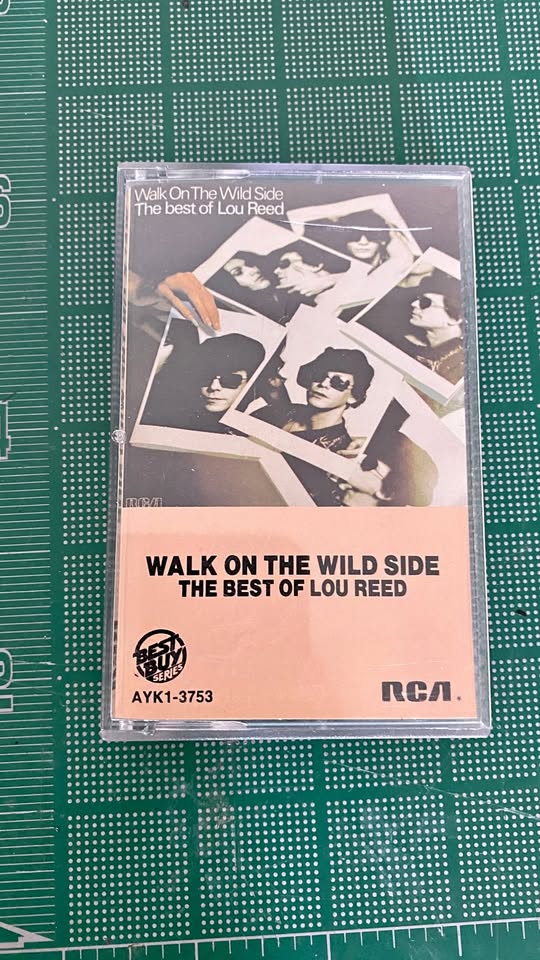 Walk On The Wild Side
The best of Lou Reed
RCA
WALK ON THE WILD SIDE
THE BEST OF LOU REED
BEST
BUY
SERIES
AYK1-3753
RCA